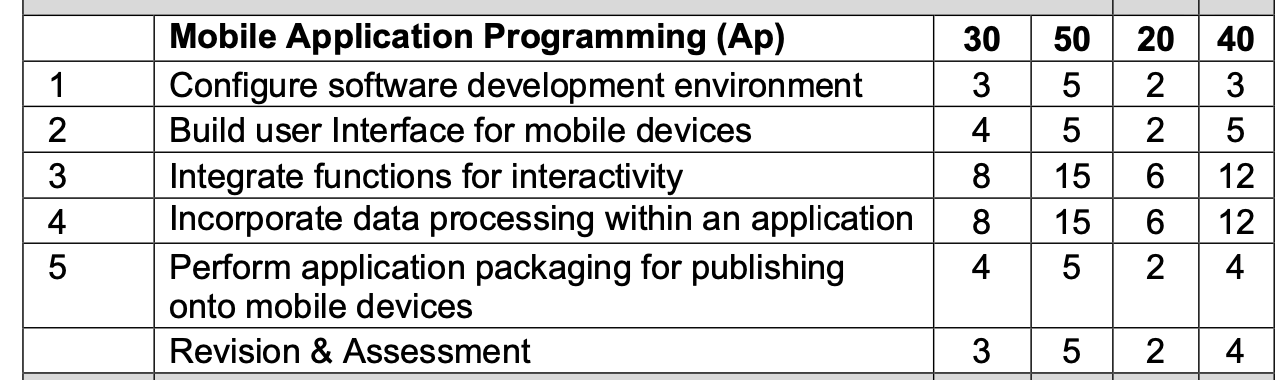 Mobile Application Programming (Ap) 30 50 20 40
1 Configure software development environment 3 5 2 3
2 Build user Interface for mobile devices 4 5 2 5
3 Integrate functions for interactivity 8 15 6 12
4 Incorporate data processing within an application 8 15 6 12
5 Perform application packaging for publishing 4 5 2 4
onto mobile devices
Revision & Assessment 3 5 2 4